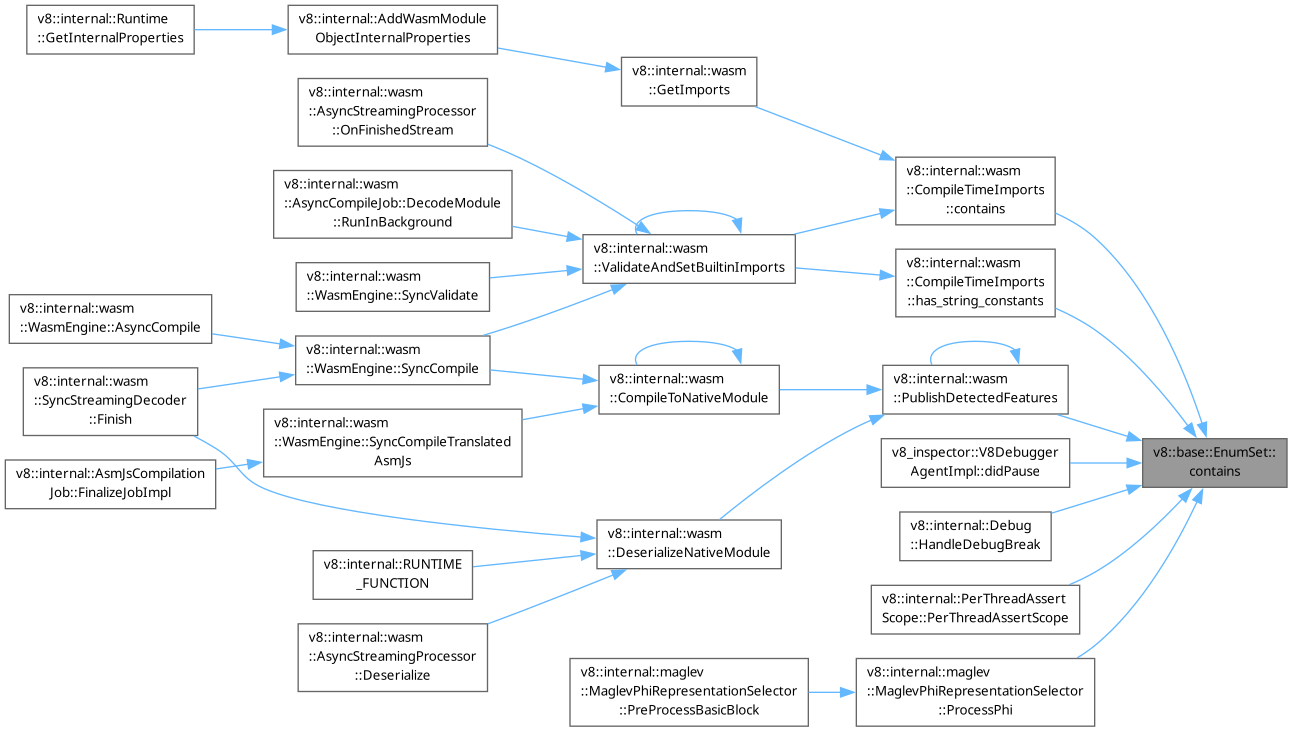 v8::internal::Runtime
::GetInternalProperties
v8::internal::AddWasmModule
ObjectInternalProperties
v8::internal::wasm
::GetImports
v8::internal::wasm
::AsyncStreamingProcessor
::OnFinishedStream
v8::internal::wasm
::CompileTimeImports
::contains
v8::internal::wasm
::AsyncCompileJob::DecodeModule
::RunInBackground
v8::internal::wasm
::ValidateAndSetBuiltinImports
v8::internal::wasm
::CompileTimeImports
::has_string_constants
v8::internal::wasm
::WasmEngine::SyncValidate
v8::internal::wasm
::WasmEngine::AsyncCompile
v8::internal::wasm
::WasmEngine::SyncCompile
v8::internal::wasm
::SyncStreamingDecoder
::Finish
v8::internal::wasm
::CompileToNativeModule
v8::internal::wasm
::PublishDetectedFeatures
v8::internal::wasm
::WasmEngine::SyncCompileTranslated
AsmJs
v8::internal::AsmJsCompilation
Job::FinalizeJobImpl
v8_inspector::V8Debugger
AgentImpl::didPause
v8::base::EnumSet::
contains
v8::internal::Debug
::HandleDebugBreak
v8::internal::wasm
::DeserializeNativeModule
v8::internal::RUNTIME
_FUNCTION
v8::internal::PerThreadAssert
Scope::PerThreadAssertScope
v8::internal::wasm
::AsyncStreamingProcessor
::Deserialize
v8::internal::maglev
::MaglevPhiRepresentationSelector
::PreProcessBasicBlock
v8::internal::maglev
::MaglevPhiRepresentationSelector
::ProcessPhi